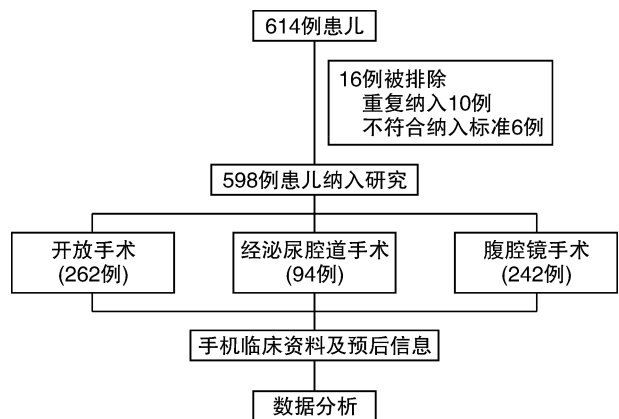 614例患儿
16例被排除
重复纳入10例
不符合纳入标准6例
598例患儿纳入研究
开放手术
(262例)
经泌尿腔道手术
(94例)
腹腔镜手术
(242例)
手机临床资料及预后信息
数据分析